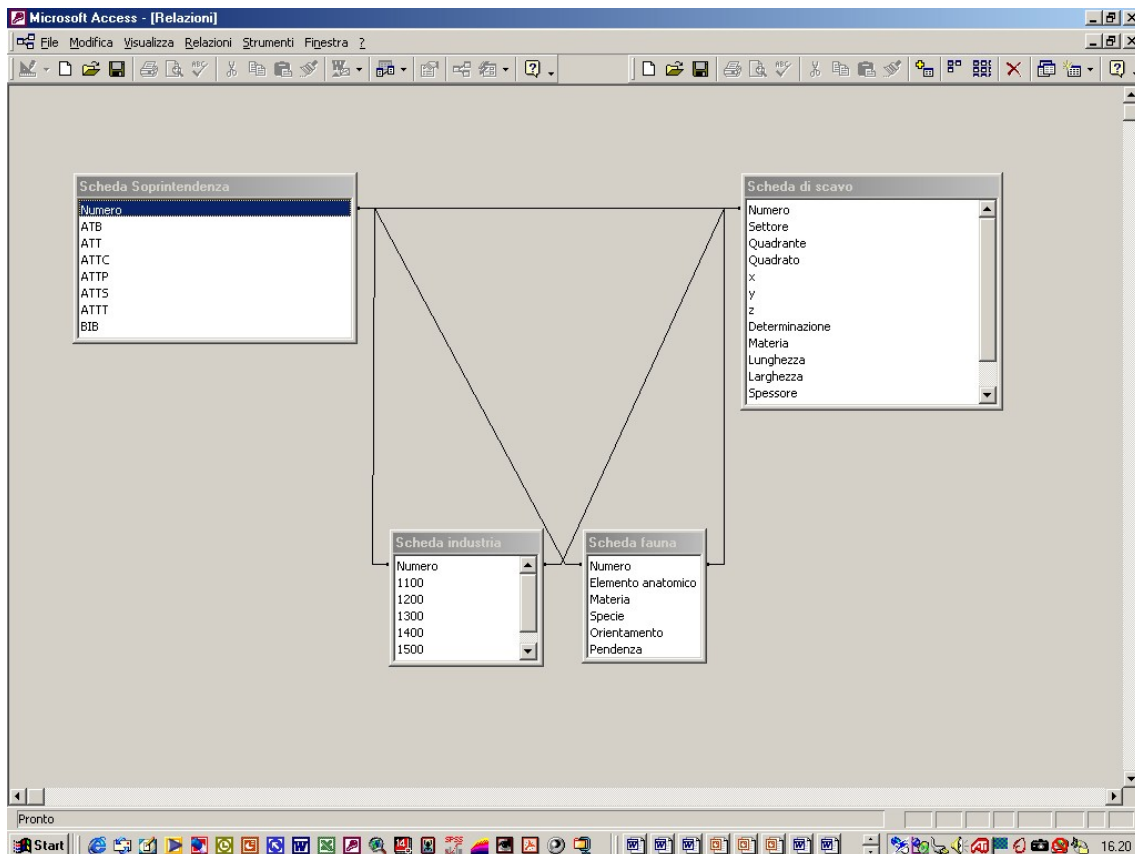 Microsoft Access - [Relazioni]
File Modifica Visualizza Relazioni Strumenti Finestra ?
Scheda Soprintendenza
Numero
ATB
ATT
ATTC
ATTP
ATTS
ATTT
BIB
Scheda di scavo
Numero
Settore
Quadrante
Quadrato
x
y
z
Determinazione
Materia
Lunghezza
Larghezza
Spessore
Scheda industria
Numero
1100
1200
1300
1400
1500
Scheda fauna
Numero
Elemento anatomico
Materia
Specie
Orientamento
Pendenza
Pronto
Start
16.20